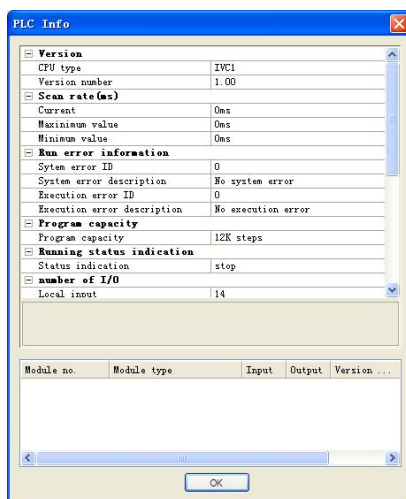 PLC Info
Version
CPU type IVC1
Version number 1.00
Scan rate(ms)
Current 0ms
Maxinimum value 0ms
Minimum value 0ms
Run error information
Sytem error ID 0
System error description No system error
Execution error ID 0
Execution error description No execution error
Program capacity
Program capacity 12K steps
Running status indication
Status indication stop
number of I/O
Local input 14
Module no. Module type Input Output Version ...
OK